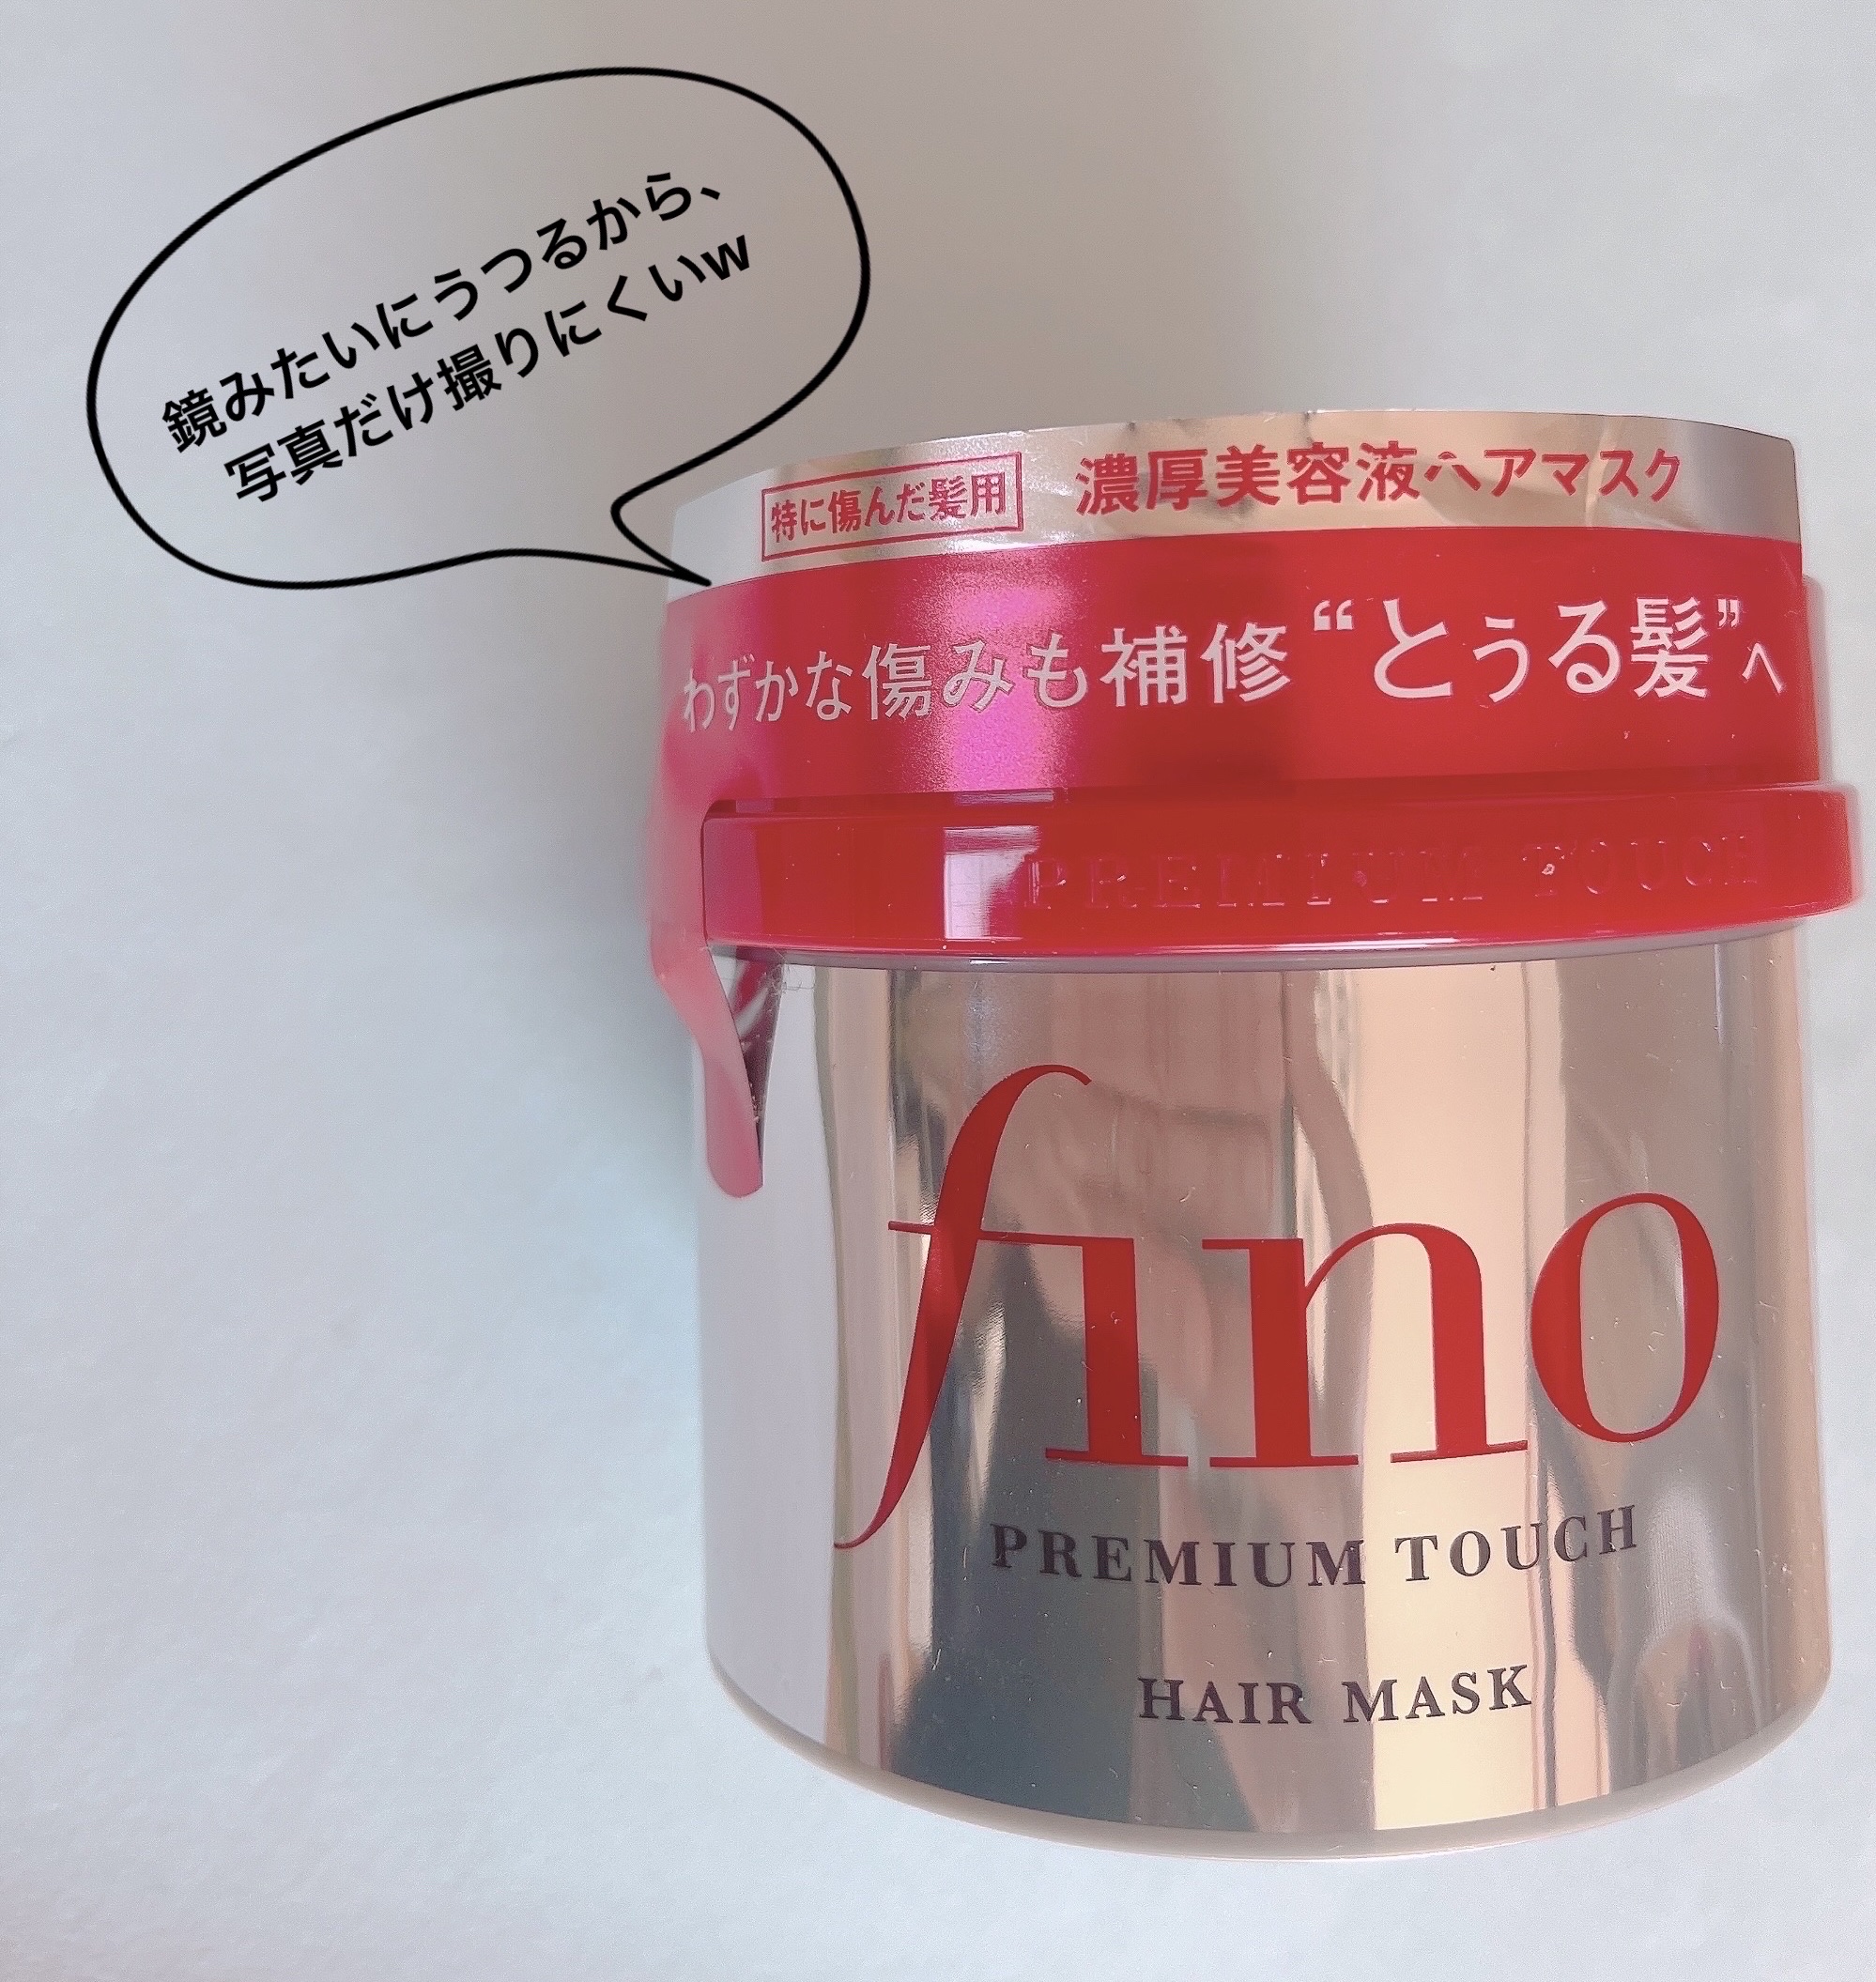 鏡みたいにうつるから、
写真だけ撮りにくいw
特に傷んだ髪用 濃厚美容液ヘアマスク
わずかな傷みも補修“とぅる髪”へ
PREMIUM TOUCH
fino
PREMIUM TOUCH
HAIR MASK